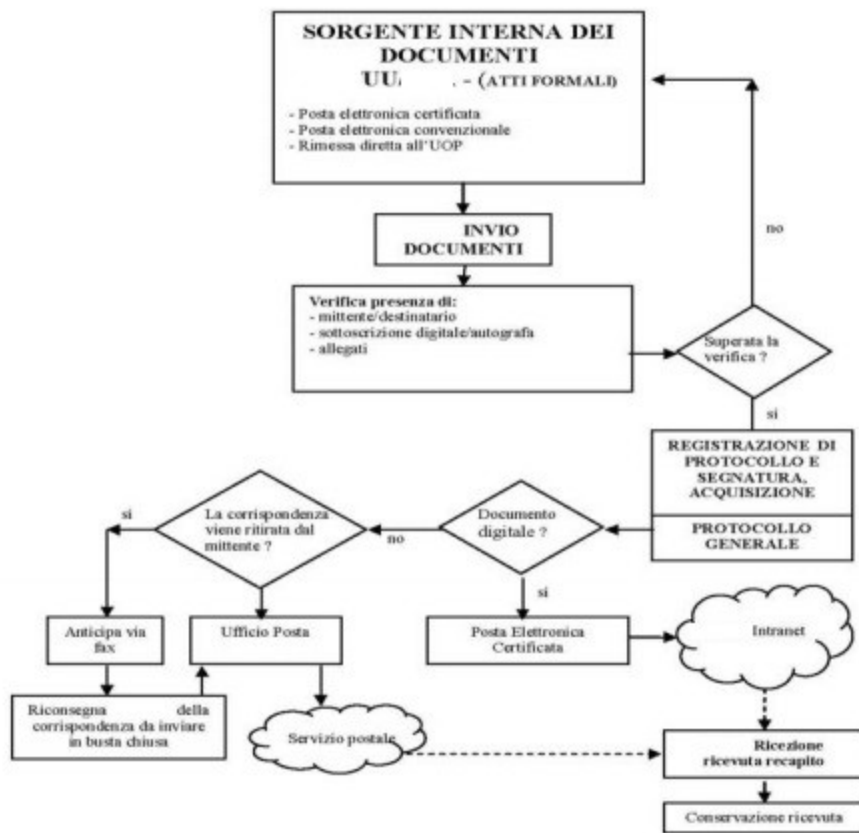 SORGENTE INTERNA DEI
DOCUMENTI
- (ATTI FORMALI)
- Posta elettronica certificata
- Posta elettronica convenzionale
- Rimessa diretta all'UOP
INVIO
DOCUMENTI
no
Verifica presenza di:
- mittente/destinatario
- sottoscrizione digitale/autografa
- allegati
Superata la
verifica ?
si
REGISTRAZIONE DI
PROTOCOLLO E
SEGNATURA,
ACQUISIZIONE
PROTOCOLLO
GENERALE
Documento
digitale ?
no
si
La corrispondenza
viene ritirata dal
mittente ?
si
Anticipa via
fax
Ufficio Posta
Posta Elettronica
Certificata
Intranet
Riconsegna della
corrispondenza da inviare
in busta chiusa
Servizio postale
Ricezione
ricevuta recapito
Conservazione ricevuta